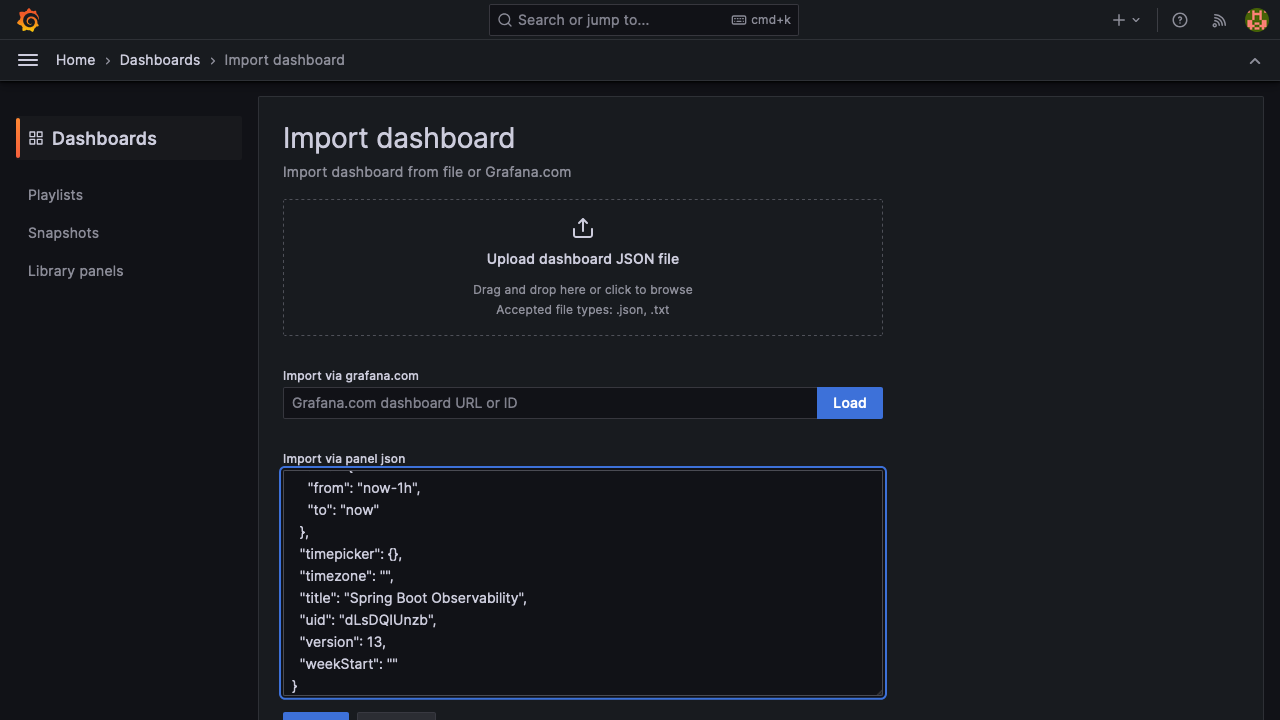 Search or jump to...
cmd+k
Home
Dashboards
Import dashboard
Dashboards
Playlists
Snapshots
Library panels
Import dashboard
Import dashboard from file or Grafana.com
Upload dashboard JSON file
Drag and drop here or click to browse
Accepted file types: .json, .txt
Import via grafana.com
Grafana.com dashboard URL or ID
Load
Import via panel json
"from": "now-1h",
"to": "now"
},
"timepicker": {},
"timezone": "",
"title": "Spring Boot Observability",
"uid": "dLsDQIUnzb",
"version": 13,
"weekStart": ""
}